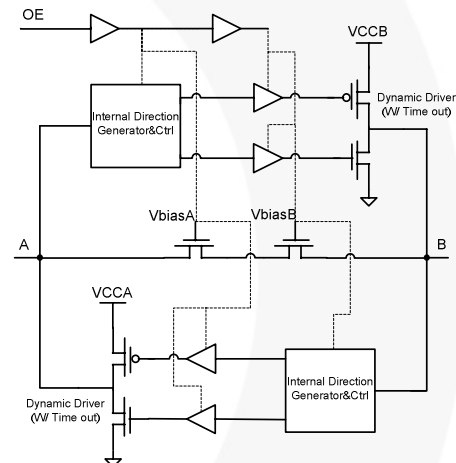 OE
VCCB
Internal Direction
Generator&Ctrl
Dynamic Driver
(W/ Time out)
VbiasA
VbiasB
A
B
VCCA
Internal Direction
Generator&Ctrl
Dynamic Driver
(W/ Time out)